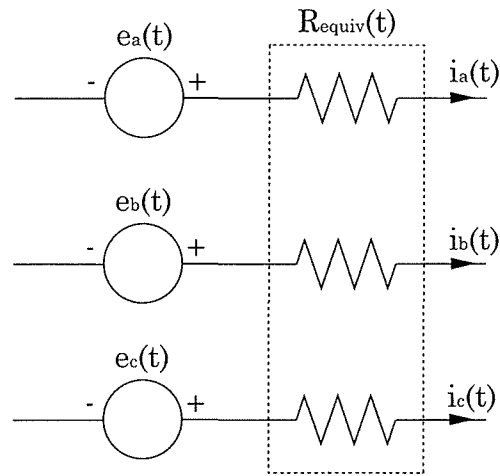 Requiv(t)
ea(t)
ia(t)
- +
eb(t)
ib(t)
- +
ec(t)
ic(t)
- +